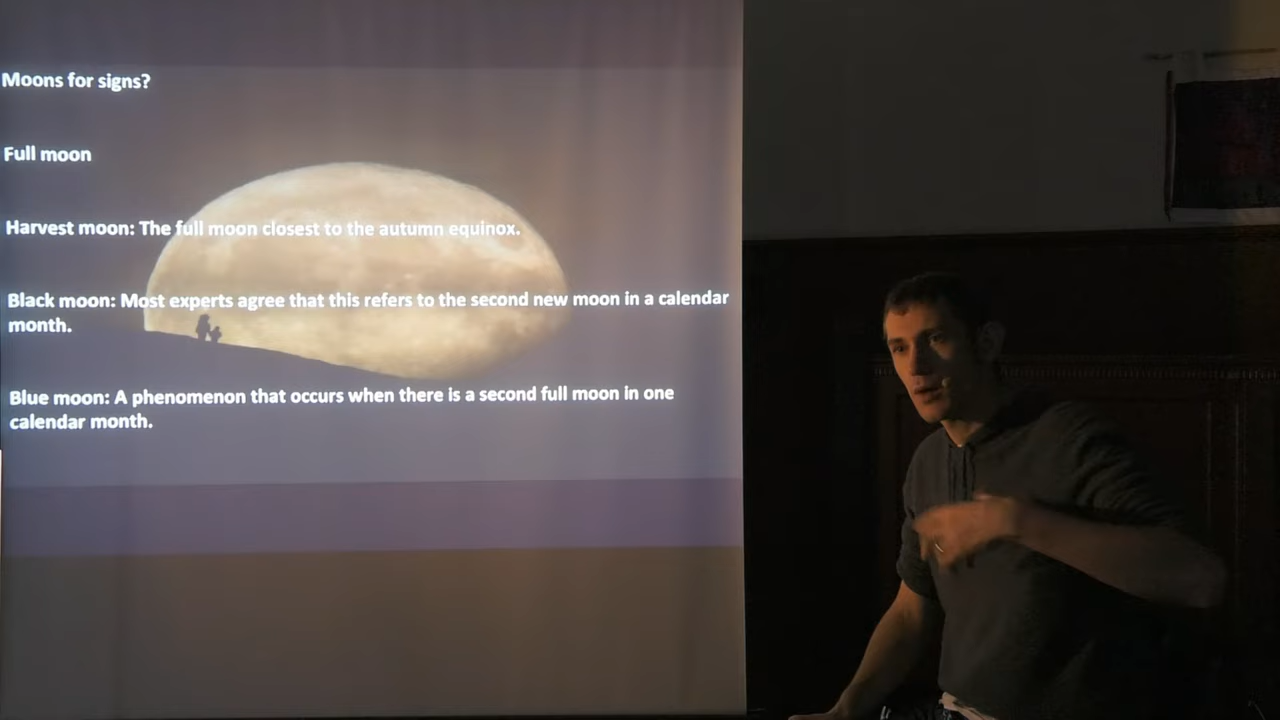 Moons for signs?
Full moon
Harvest moon: The full moon closest to the autumn equinox.
Black moon: Most experts agree that this refers to the second new moon in a calendar
month.
Blue moon: A phenomenon that occurs when there is a second full moon in one
calendar month.